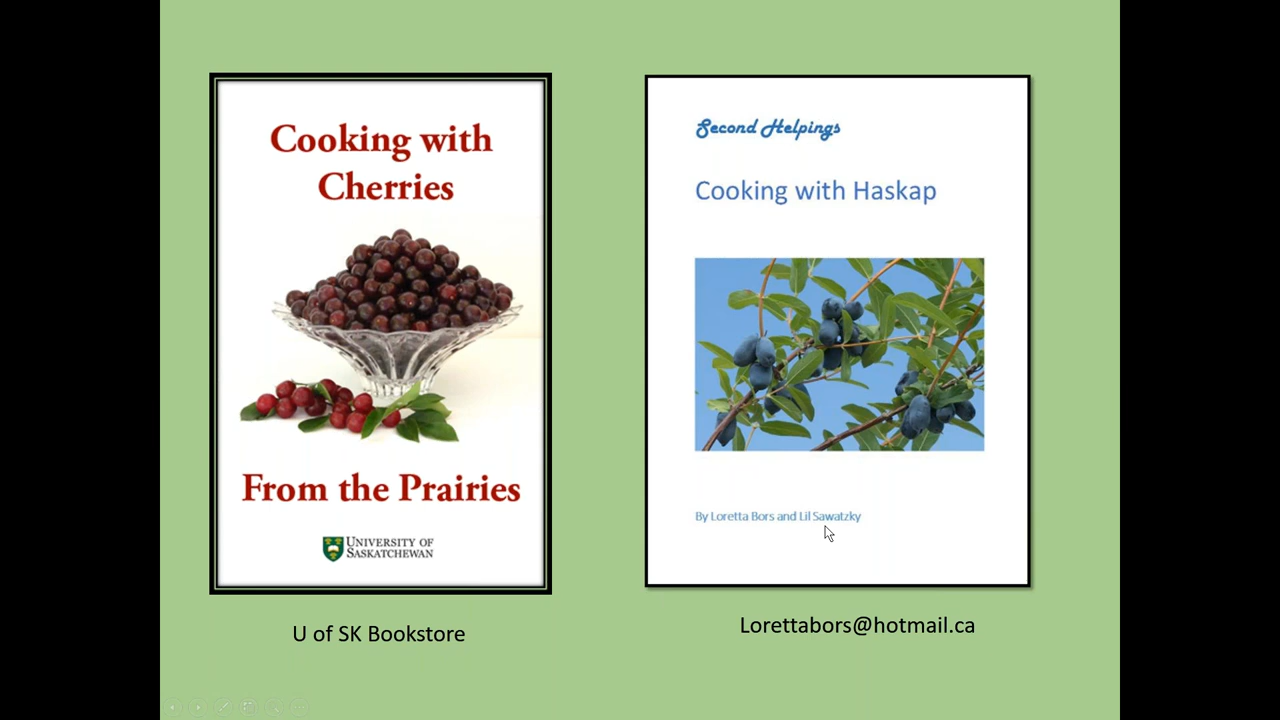 Cooking with
Cherries
From the Prairies
UNIVERSITY OF
SASKATCHEWAN
U of SK Bookstore
Second Helpings
Cooking with Haskap
By Loretta Bors and Lil Sawatzky
Lorettabors@hotmail.ca